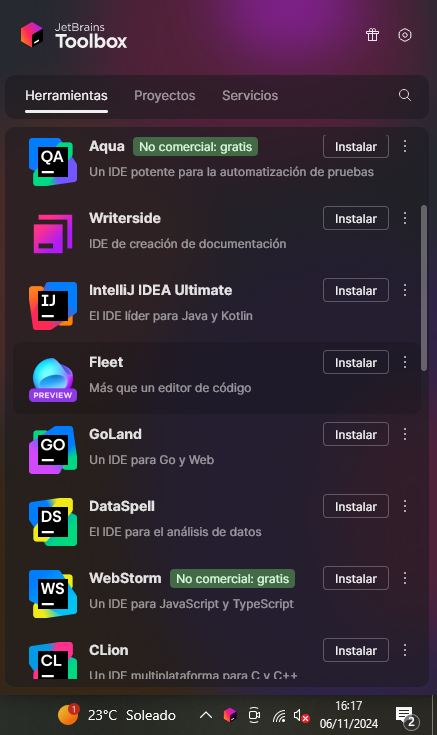 JetBrains
Toolbox
Herramientas Proyectos Servicios
QA Aqua No comercial: gratis Instalar
Un IDE potente para la automatización de pruebas
Writerside Instalar
IDE de creación de documentación
IJ IntelliJ IDEA Ultimate Instalar
El IDE líder para Java y Kotlin
Fleet Instalar
Más que un editor de código
PREVIEW
GO GoLand Instalar
Un IDE para Go y Web
DS DataSpell Instalar
El IDE para el análisis de datos
WS WebStorm No comercial: gratis Instalar
Un IDE para JavaScript y TypeScript
CL CLion Instalar
Un IDE multiplataforma para C y C++
1 23°C Soleado 16:17
06/11/2024 2